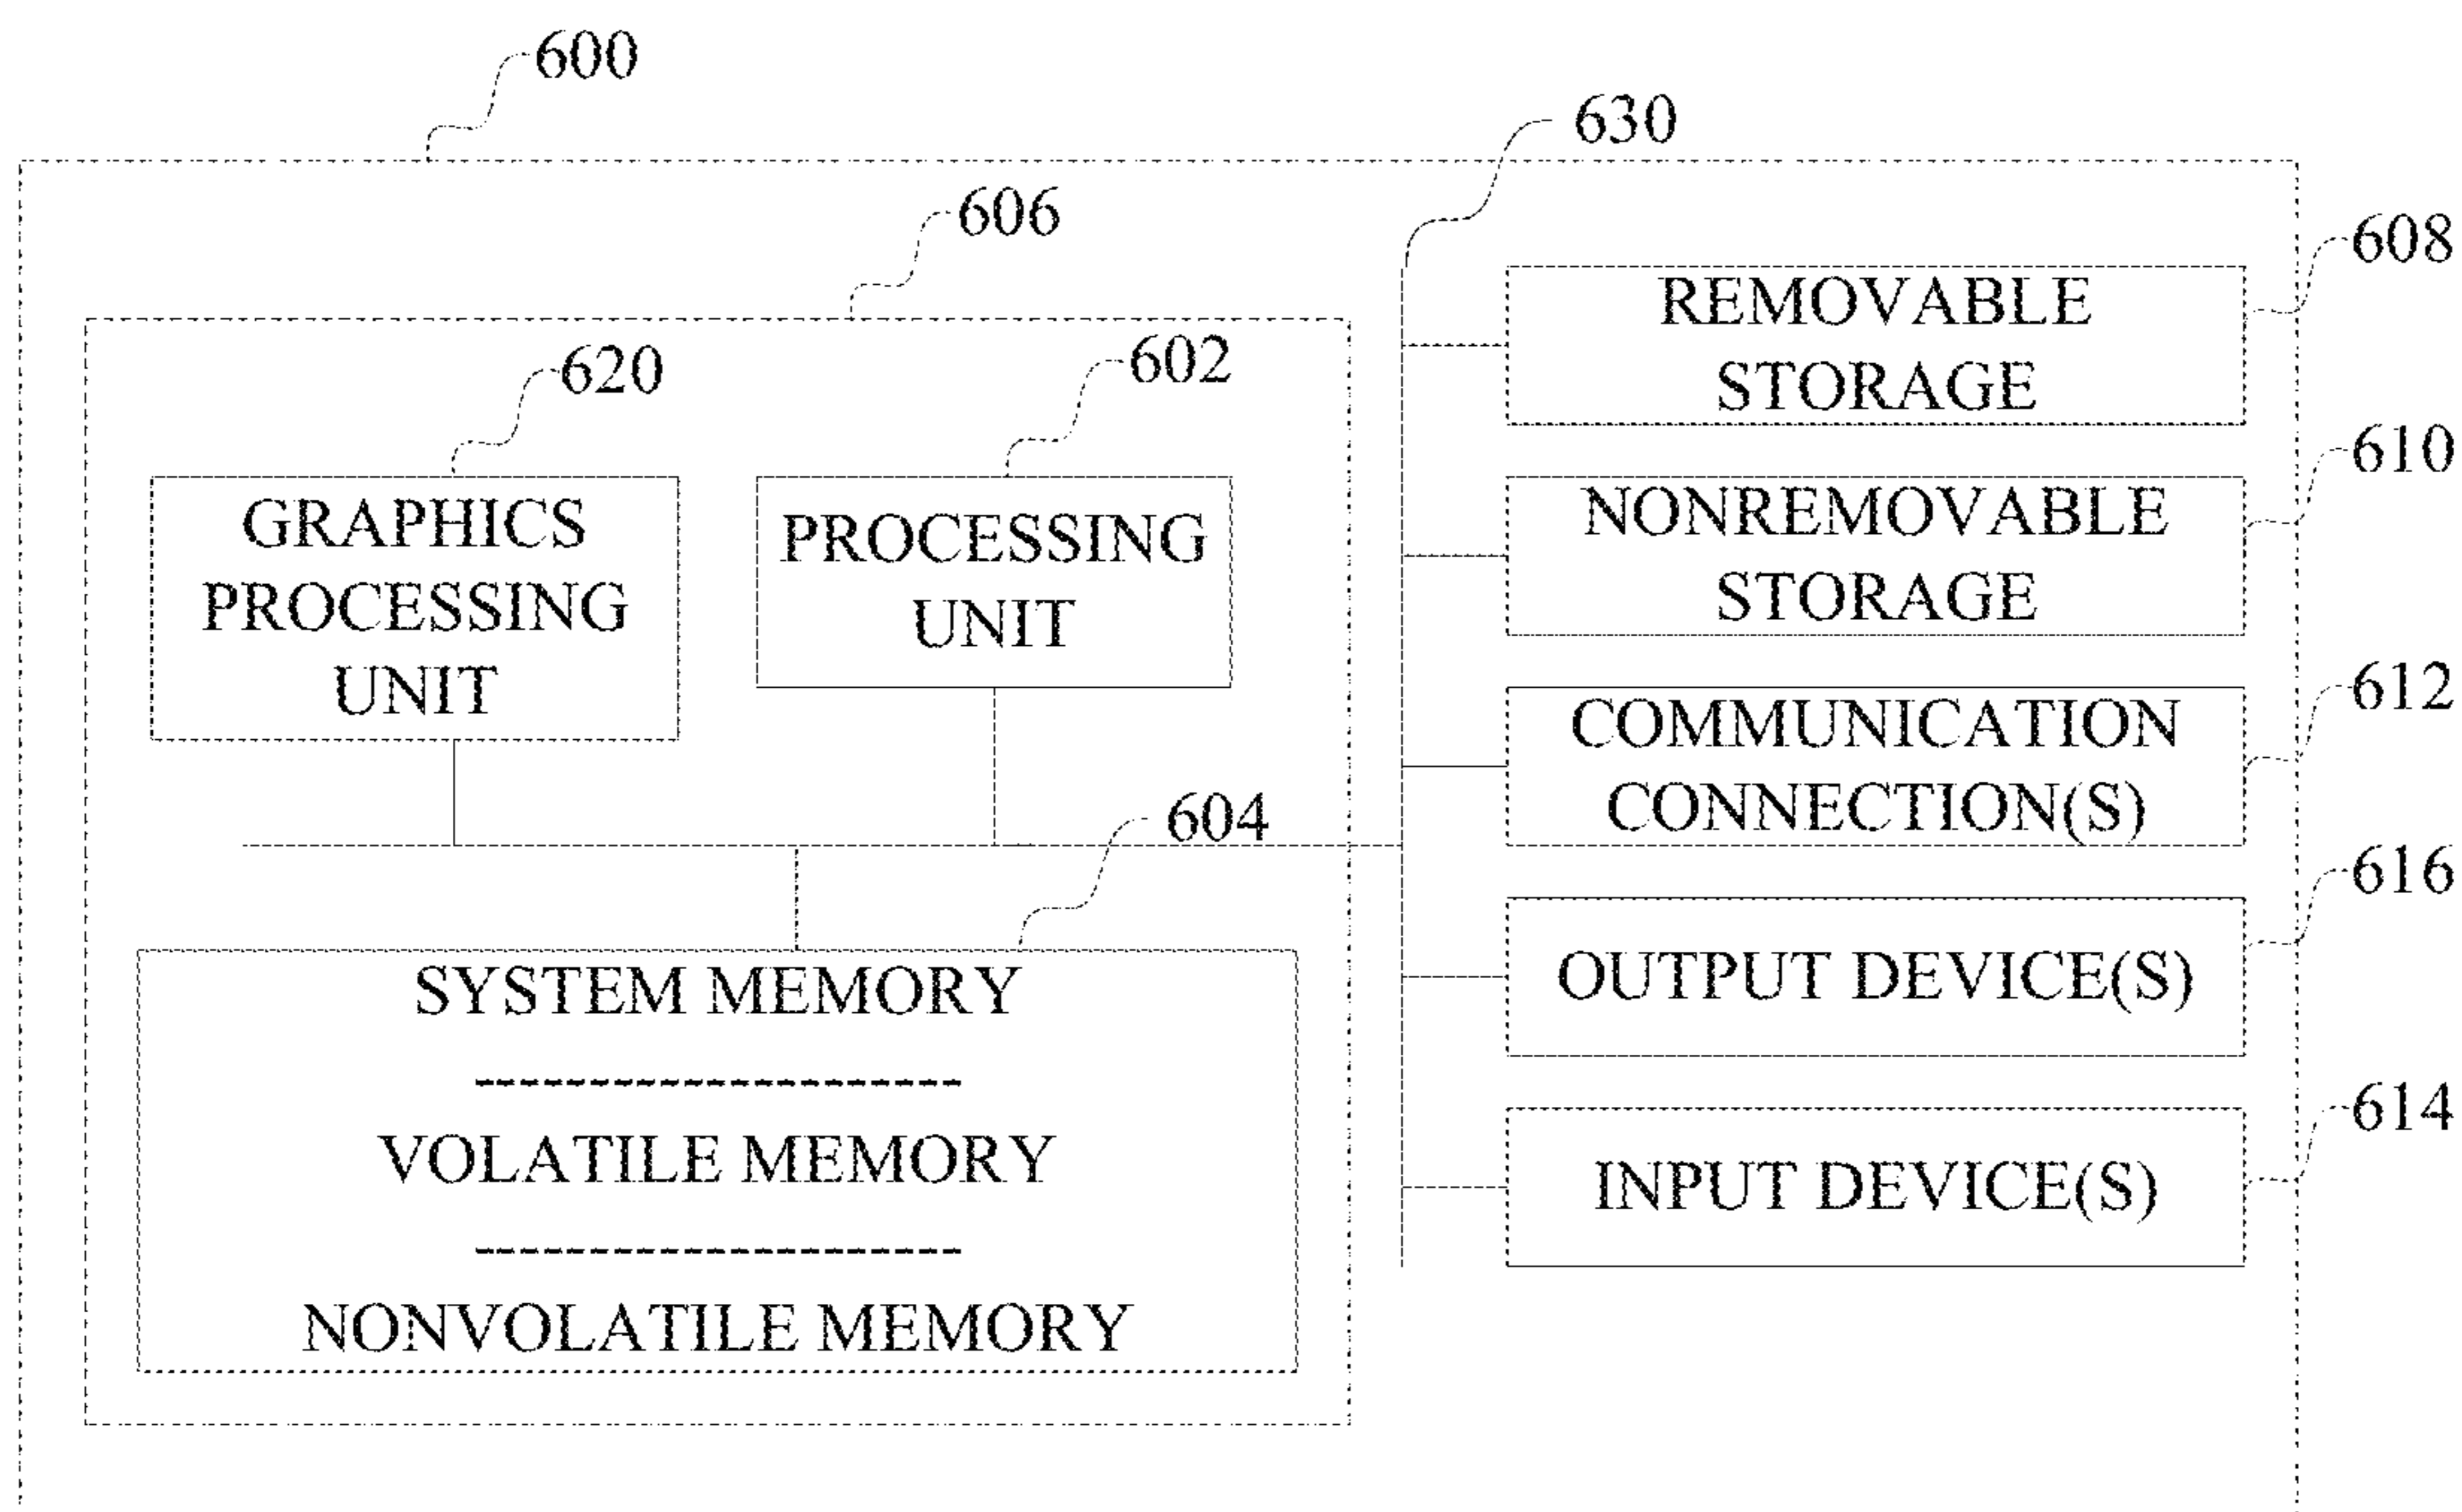 600
630
606
608
REMOVABLE
STORAGE
620
602
610
GRAPHICS
PROCESSING
UNIT
PROCESSING
UNIT
NONREMOVABLE
STORAGE
612
COMMUNICATION
CONNECTION(S)
604
616
SYSTEM MEMORY
---------------------
VOLATILE MEMORY
---------------------
NONVOLATILE MEMORY
OUTPUT DEVICE(S)
614
INPUT DEVICE(S)